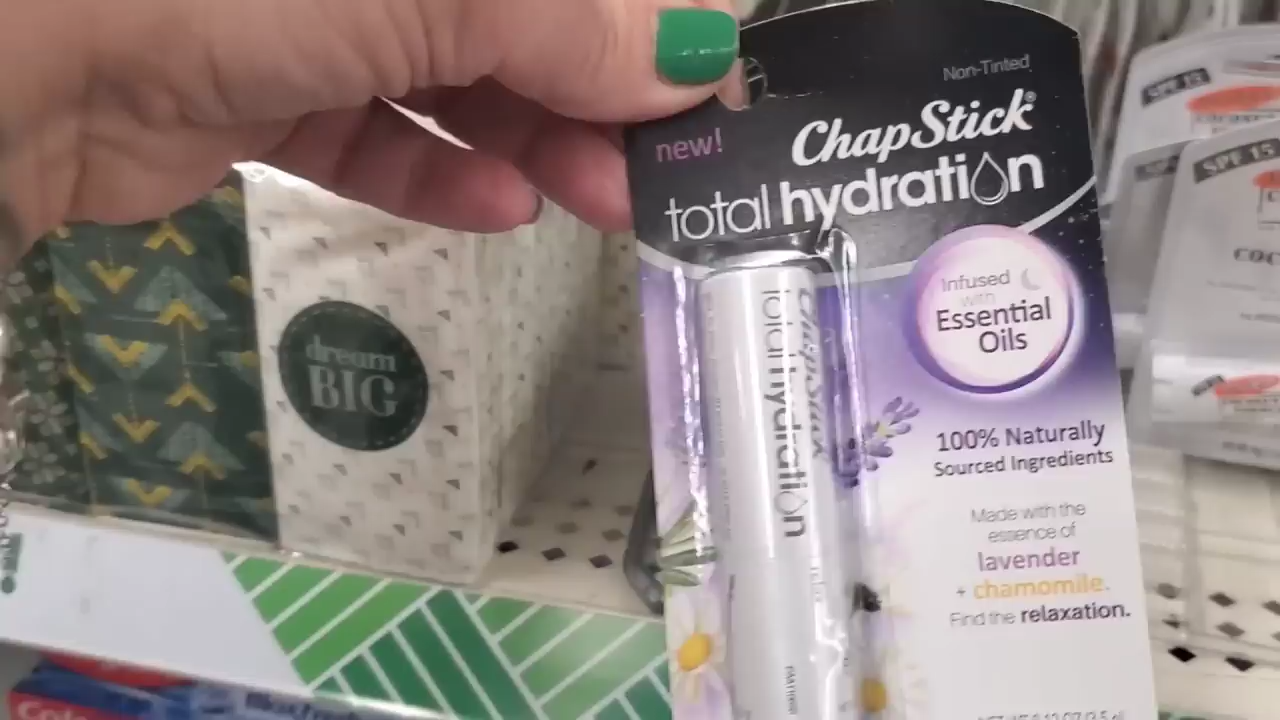 Non-Tinted
new!
ChapStick®
total hydration
Infused
with
Essential
Oils
100% Naturally
Sourced Ingredients
Made with the
essence of
lavender
+ chamomile.
Find the relaxation.
ChapStick
total hydration
dream
BIG
SPF 15
SPF 15